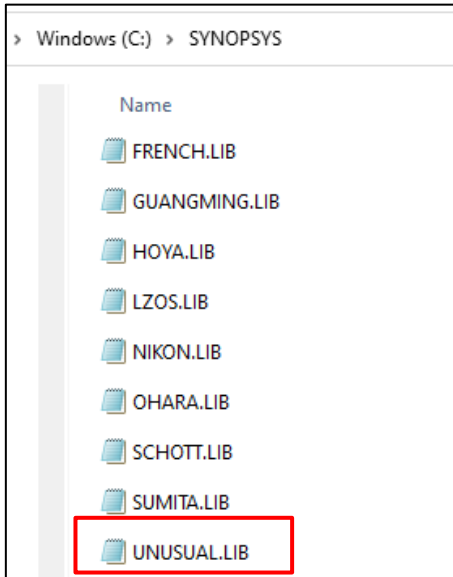 > Windows (C:) > SYNOPSYS
Name
FRENCH.LIB
GUANGMING.LIB
HOYA.LIB
LZOS.LIB
NIKON.LIB
OHARA.LIB
SCHOTT.LIB
SUMITA.LIB
UNUSUAL.LIB